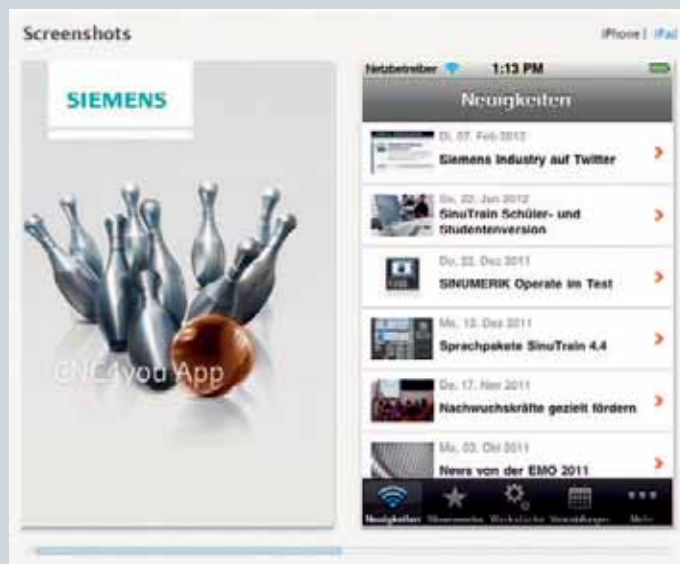 Screenshots
iPhone | iPad
SIEMENS
CNC4you App
Netzbetreiber 1:13 PM
Neuigkeiten
Di, 07. Feb 2012
Siemens Industry auf Twitter
22. Jan 2012
SinuTrain Schüler- und
Studentenversion
Do, 22. Dez 2011
SINUMERIK Operate im Test
Mo, 12. Dez 2011
Sprachpakete SinuTrain 4.4
Do, 17. Nov 2011
Nachwuchskräfte gezielt fördern
Mo, 03. Okt 2011
News von der EMO 2011
Neuigkeiten Werkstücke Veranstaltungen Mehr